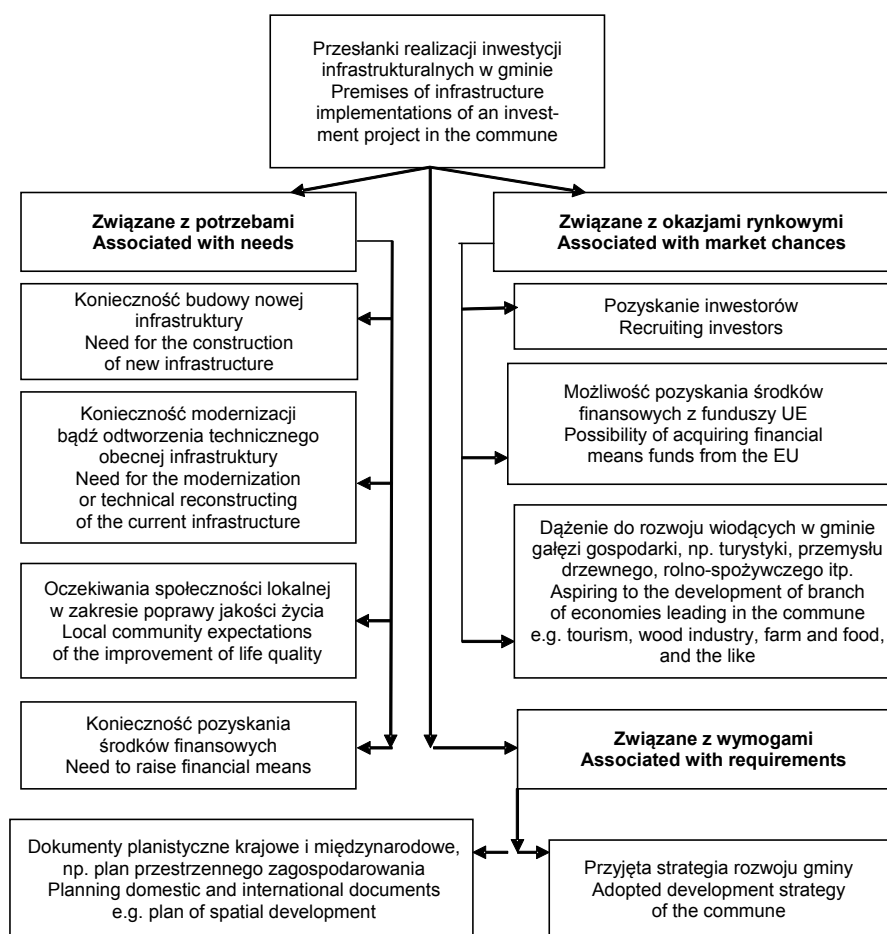 Przesłanki realizacji inwestycji
infrastrukturalnych w gminie
Premises of infrastructure
implementations of an invest-
ment project in the commune
Związane z potrzebami
Associated with needs
Związane z okazjami rynkowymi
Associated with market chances
Konieczność budowy nowej
infrastruktury
Need for the construction
of new infrastructure
Pozyskanie inwestorów
Recruiting investors
Możliwość pozyskania środków
finansowych z funduszy UE
Possibility of acquiring financial
means funds from the EU
Konieczność modernizacji
bądź odtworzenia technicznego
obecnej infrastruktury
Need for the modernization
or technical reconstructing
of the current infrastructure
Dążenie do rozwoju wiodących w gminie
gałęzi gospodarki, np. turystyki, przemysłu
drzewnego, rolno-spożywczego itp.
Aspiring to the development of branch
of economies leading in the commune
e.g. tourism, wood industry, farm and food,
and the like
Oczekiwania społeczności lokalnej
w zakresie poprawy jakości życia
Local community expectations
of the improvement of life quality
Konieczność pozyskania
środków finansowych
Need to raise financial means
Związane z wymogami
Associated with requirements
Dokumenty planistyczne krajowe i międzynarodowe,
np. plan przestrzennego zagospodarowania
Planning domestic and international documents
e.g. plan of spatial development
Przyjęta strategia rozwoju gminy
Adopted development strategy
of the commune